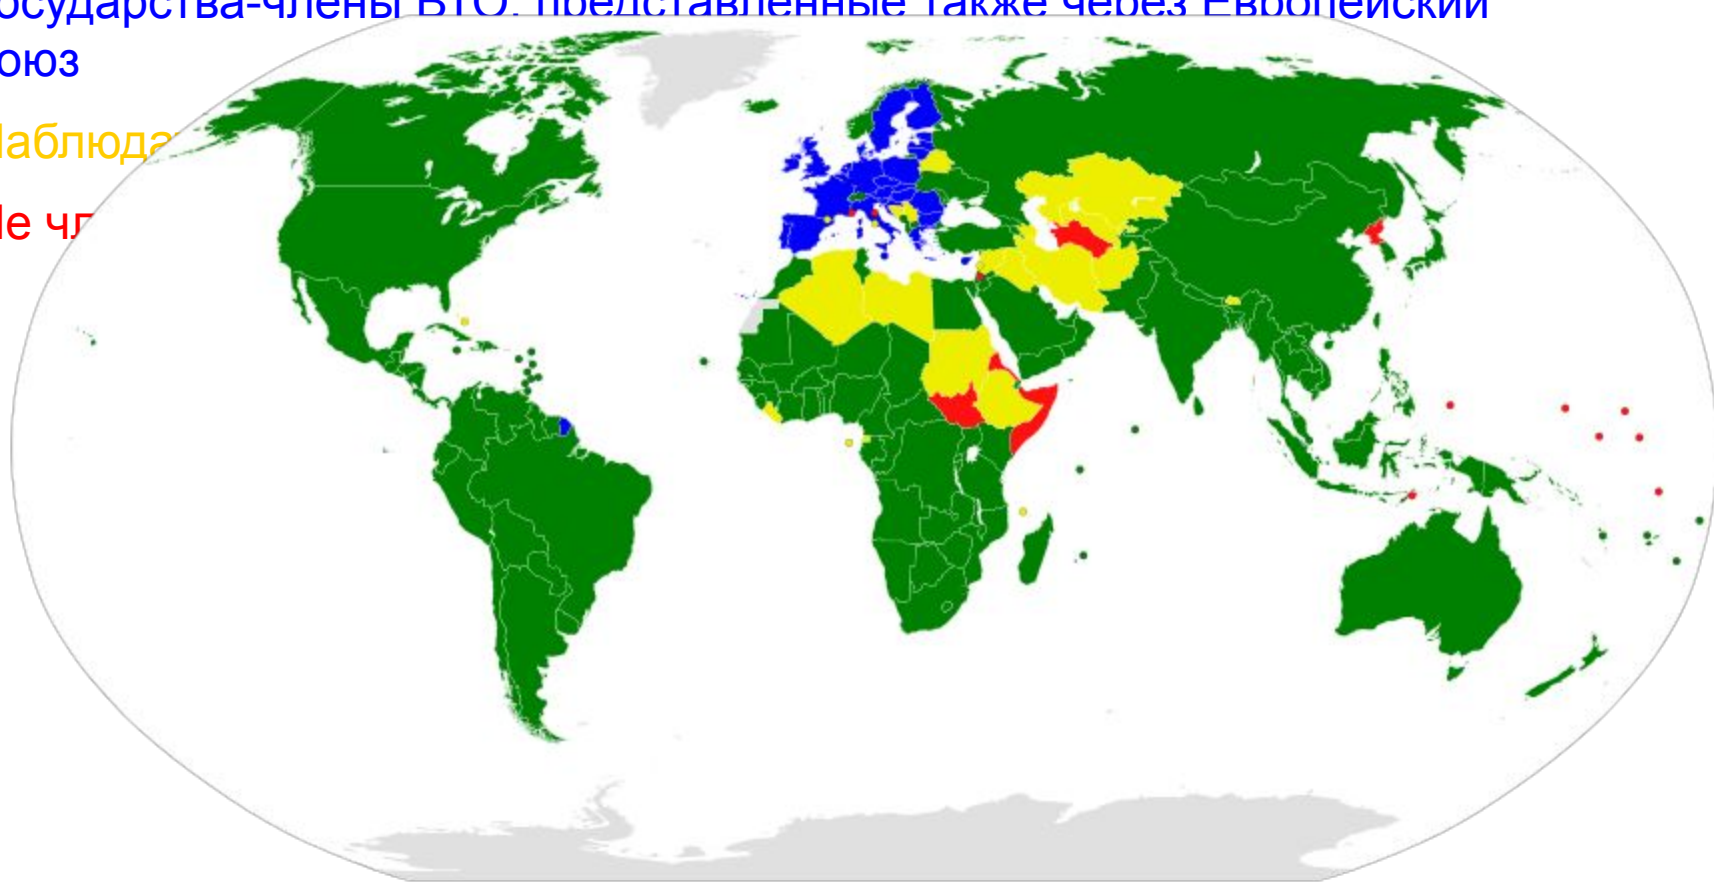 осударства-члены ВТО, представленные также через Европейский
оюз
аблюда
е чл